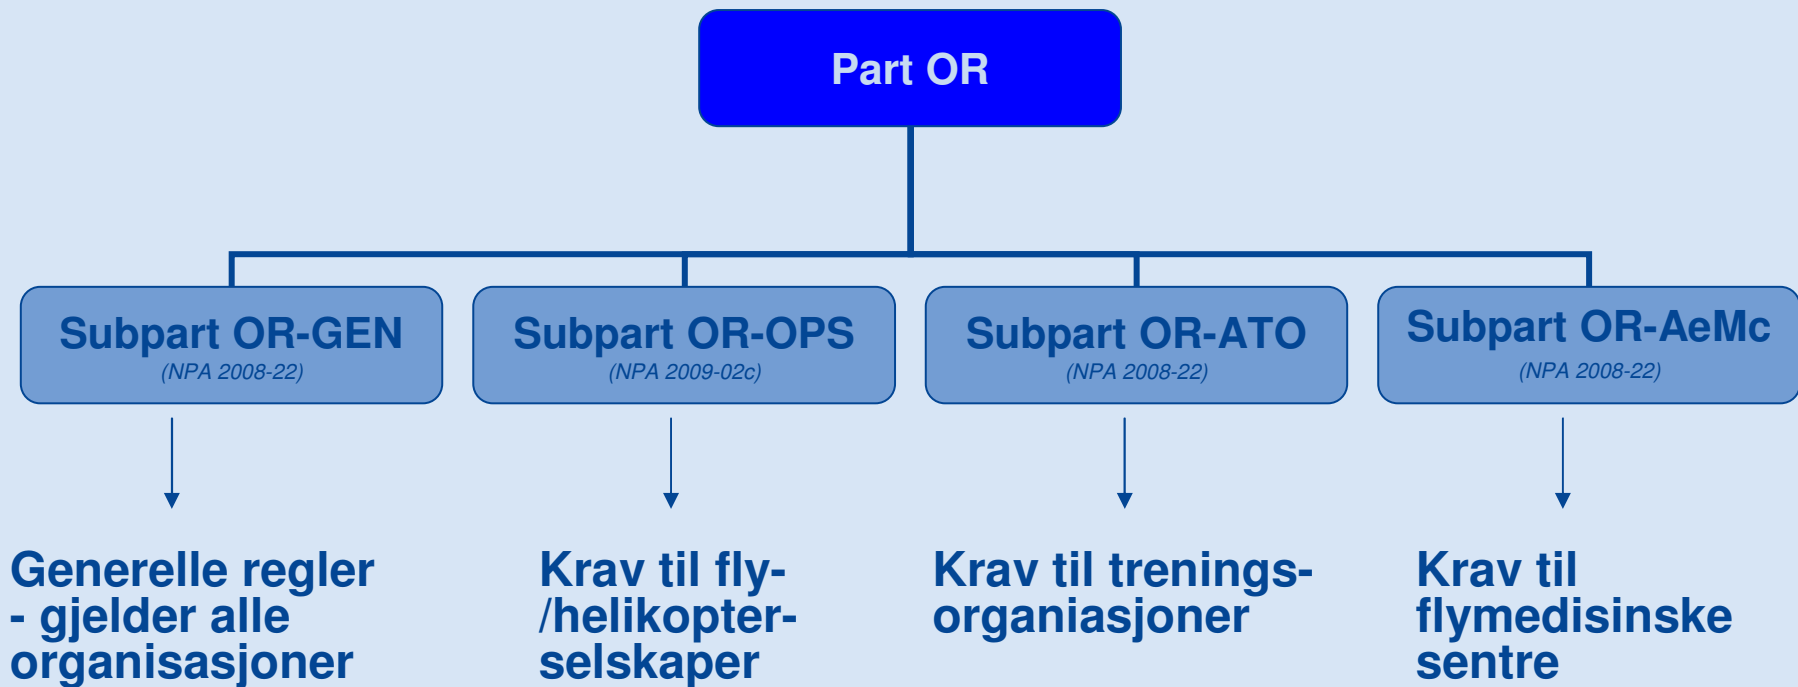 Part OR
Subpart OR-GEN
(NPA 2008-22)
Subpart OR-OPS
(NPA 2009-02c)
Subpart OR-ATO
(NPA 2008-22)
Subpart OR-AeMc
(NPA 2008-22)
Generelle regler
- gjelder alle
organisasjoner
Krav til fly-
/helikopter-
selskaper
Krav til trenings-
organiasjoner
Krav til
flymedisinske
sentre